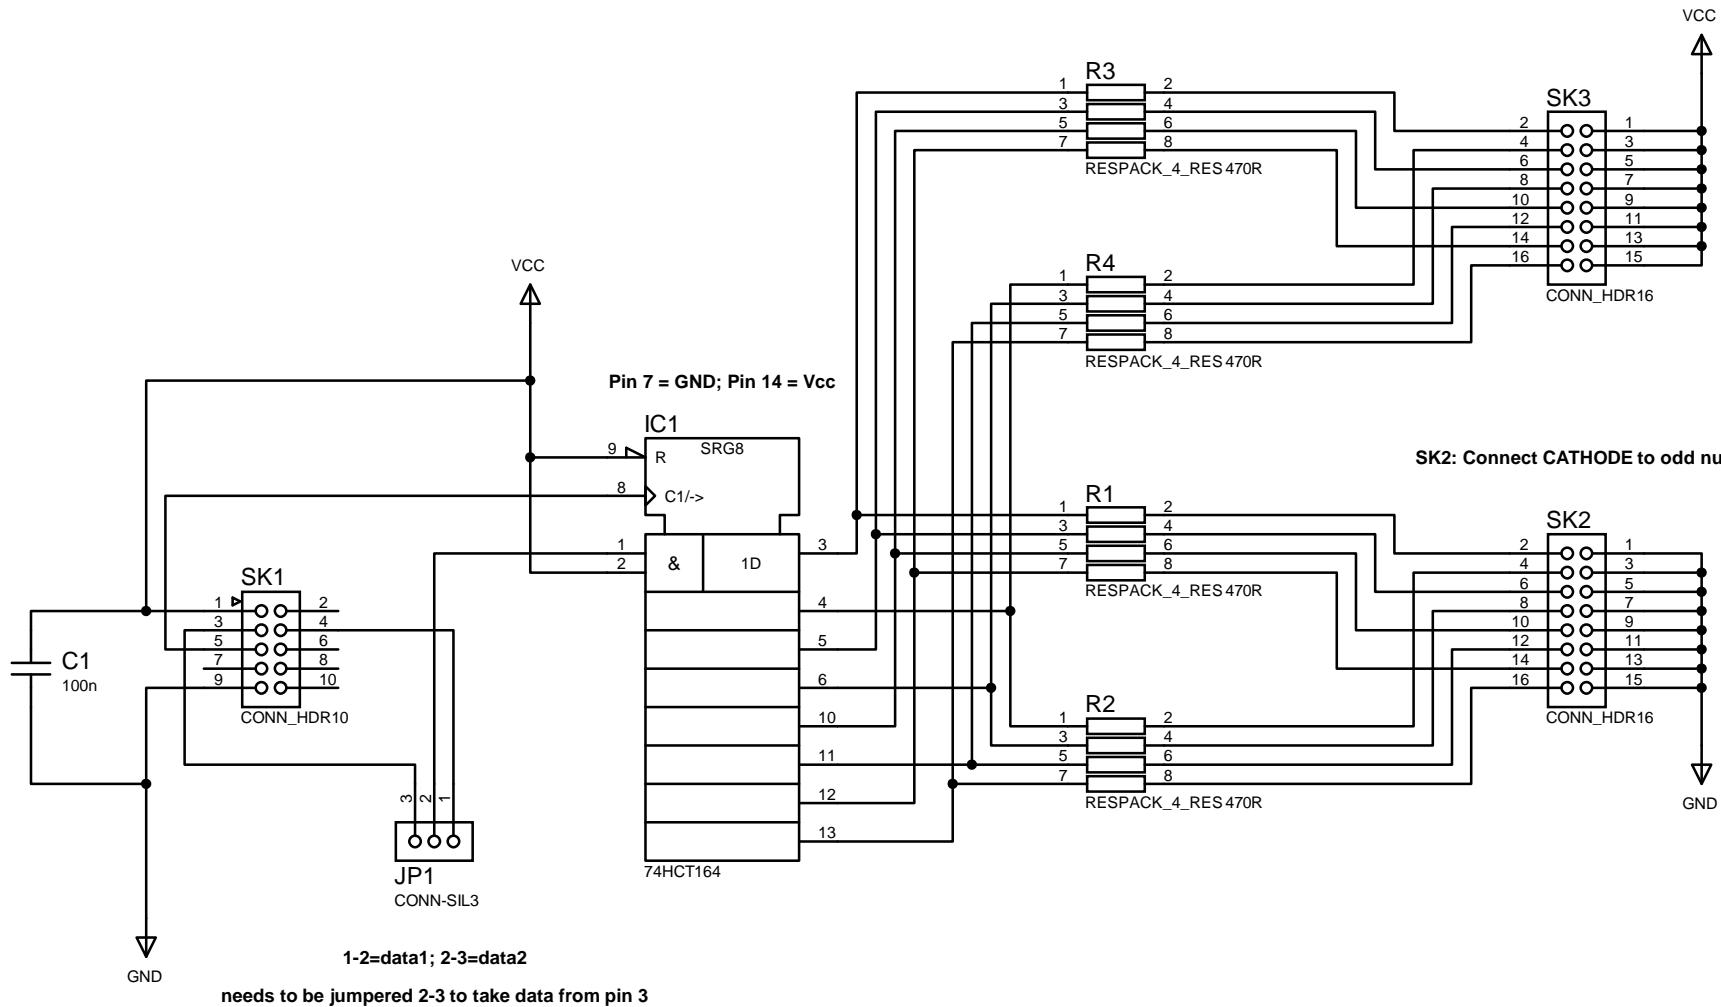 VCC
R3
1 2
3 4
5 6
7 8
RESPACK_4_RES 470R
SK3
2 1
4 3
6 5
8 7
10 9
12 11
14 13
16 15
CONN_HDR16
VCC
R4
1 2
3 4
5 6
7 8
RESPACK_4_RES 470R
Pin 7 = GND; Pin 14 = Vcc
IC1
SRG8
9 R
8 C1/->
1
2
& 1D
3
4
5
6
10
11
12
13
74HCT164
SK2: Connect CATHODE to odd nu
R1
1 2
3 4
5 6
7 8
RESPACK_4_RES 470R
SK2
2 1
4 3
6 5
8 7
10 9
12 11
14 13
16 15
CONN_HDR16
GND
R2
1 2
3 4
5 6
7 8
RESPACK_4_RES 470R
SK1
1 2
3 4
5 6
7 8
9 10
CONN_HDR10
C1
100n
3 2 1
JP1
CONN-SIL3
GND
1-2=data1; 2-3=data2
needs to be jumpered 2-3 to take data from pin 3